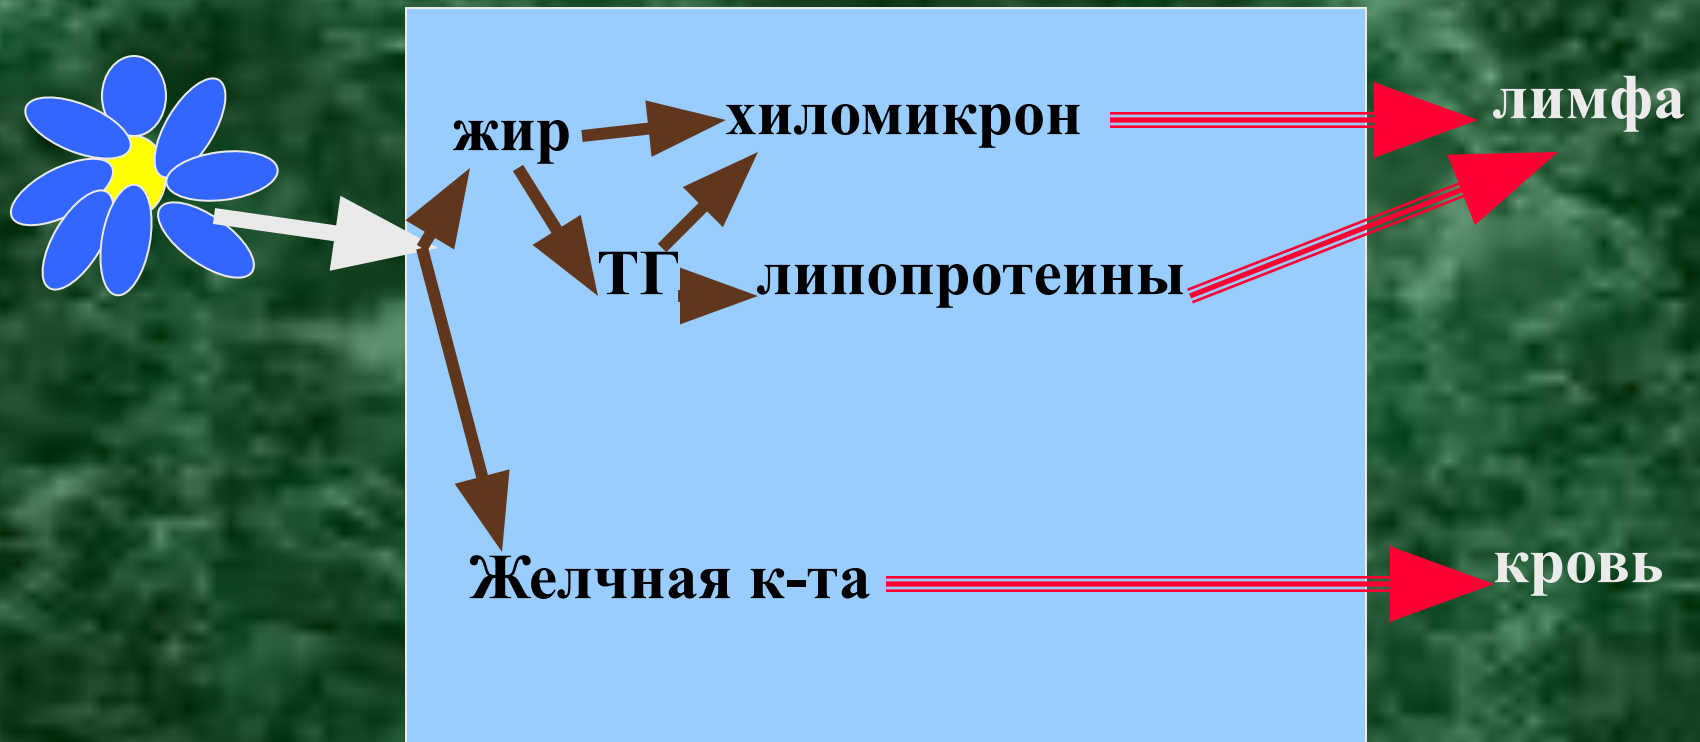 жир
хиломикрон
лимфа
ТГ
липопротеины
Желчная к-та
кровь